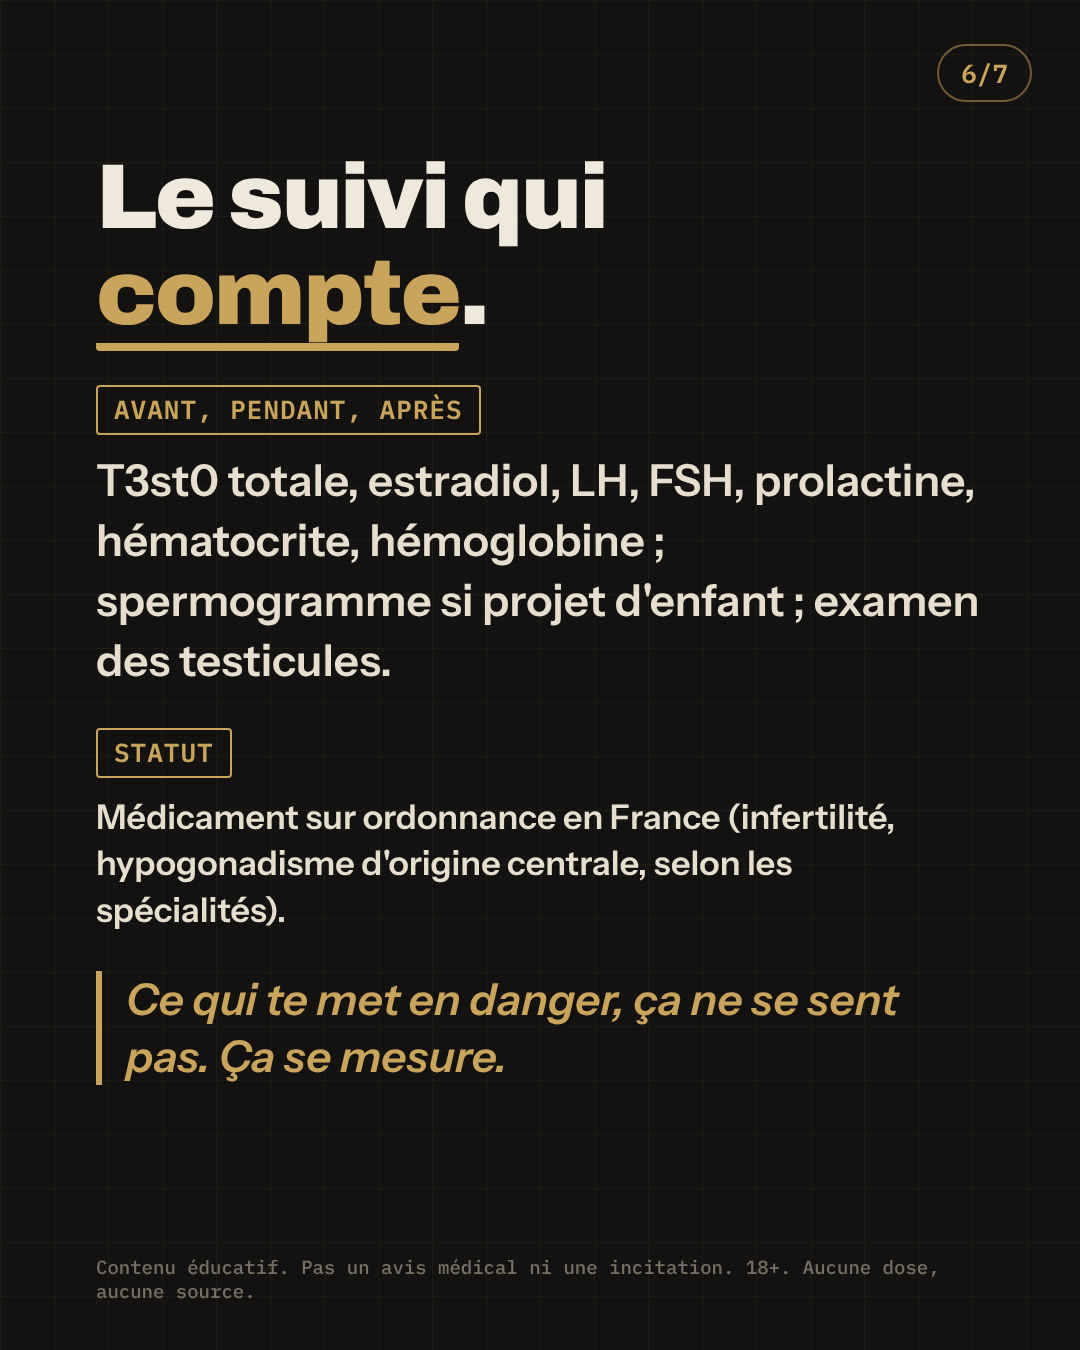 6/7
Le suivi qui
compte.
AVANT, PENDANT, APRÈS
T3st0 totale, estradiol, LH, FSH, prolactine,
hématocrite, hémoglobine ;
spermogramme si projet d'enfant ; examen
des testicules.
STATUT
Médicament sur ordonnance en France (infertilité,
hypogonadisme d'origine centrale, selon les
spécialités).
Ce qui te met en danger, ça ne se sent
pas. Ça se mesure.
Contenu éducatif. Pas un avis médical ni une incitation. 18+. Aucune dose,
aucune source.